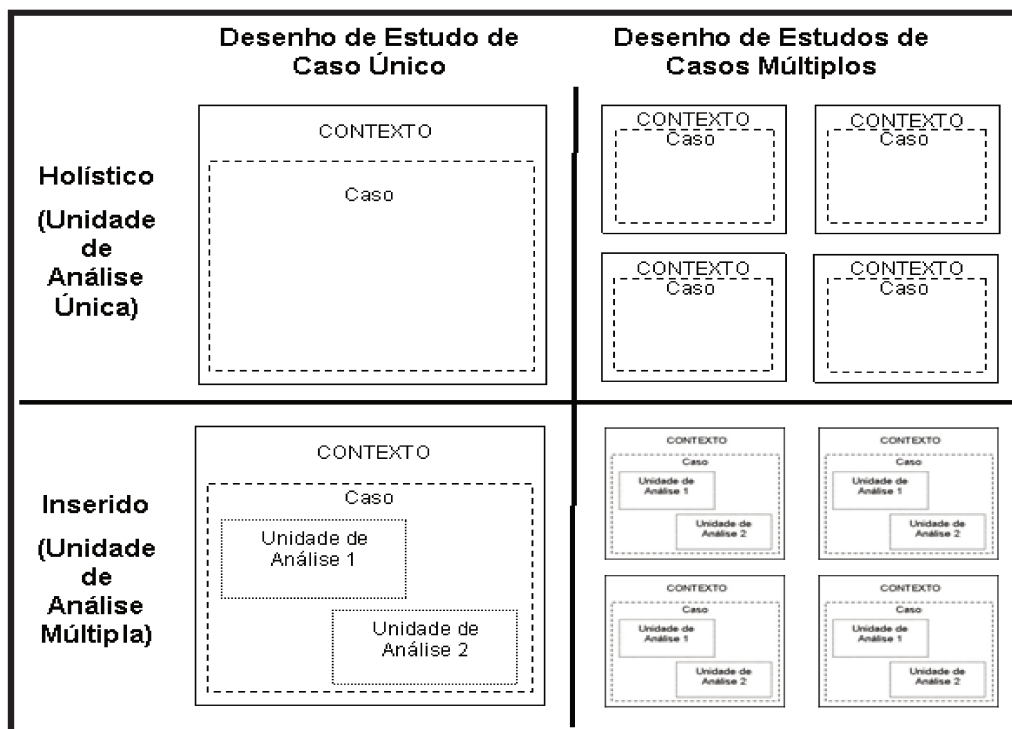 Desenho de Estudo de
Caso Único
Desenho de Estudos de
Casos Múltiplos
Holístico
(Unidade
de
Análise
Única)
CONTEXTO
Caso
CONTEXTO
Caso
CONTEXTO
Caso
CONTEXTO
Caso
CONTEXTO
Caso
Inserido
(Unidade
de
Análise
Múltipla)
CONTEXTO
Caso
Unidade de
Análise 1
Unidade de
Análise 2
CONTEXTO
Caso
Unidade de
Análise 1
Unidade de
Análise 2
CONTEXTO
Caso
Unidade de
Análise 1
Unidade de
Análise 2
CONTEXTO
Caso
Unidade de
Análise 1
Unidade de
Análise 2
CONTEXTO
Caso
Unidade de
Análise 1
Unidade de
Análise 2